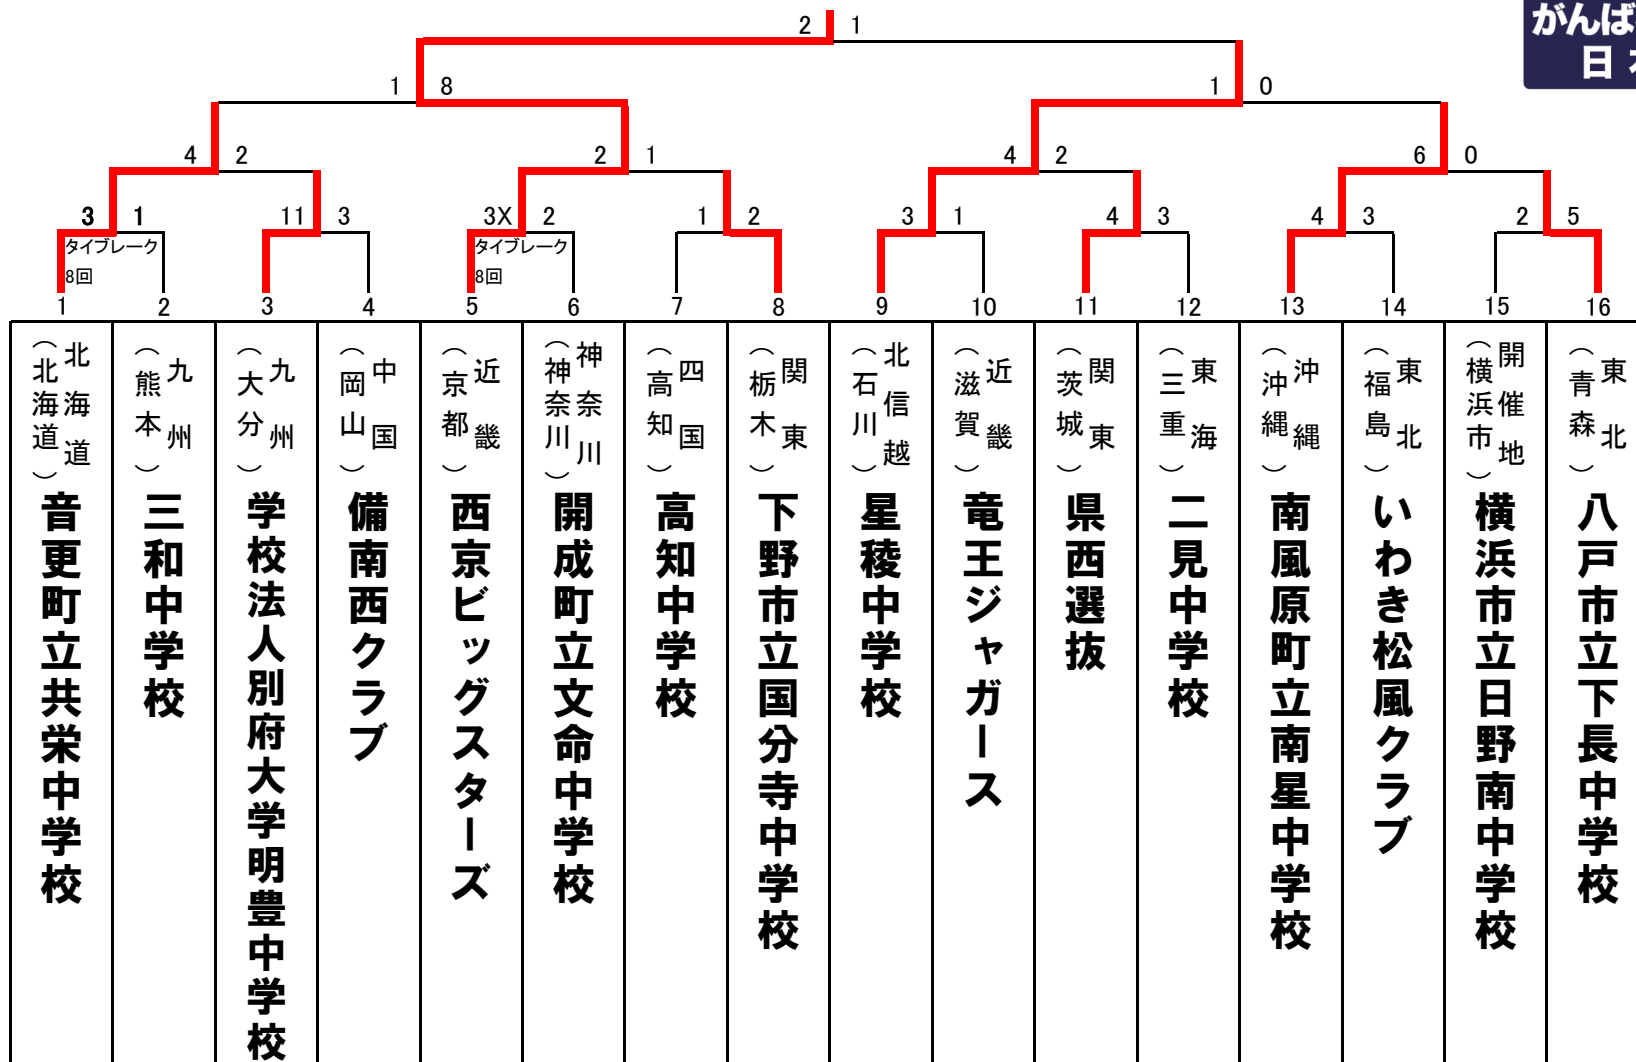 がんば
日本
2 1
1 8
1 0
4 2
2 1
4 2
6 0
3 1
11 3
3X 2
1 2
3 1
4 3
4 3
2 5
タイブレーク
8回
タイブレーク
8回
1 2 3 4 5 6 7 8 9 10 11 12 13 14 15 16
北海道
（北海道）
音更町立共栄中学校
九州
（熊本）
三和中学校
九州
（大分）
学校法人別府大学明豊中学校
中国
（岡山）
備南西クラブ
近畿
（京都）
西京ビッグスターズ
神奈川
（神奈川）
開成町立文命中学校
四国
（高知）
高知中学校
関東
（栃木）
下野市立国分寺中学校
北信越
（石川）
星稜中学校
近畿
（滋賀）
竜王ジャガース
関東
（茨城）
県西選抜
東海
（三重）
二見中学校
沖縄
（沖縄）
南風原町立南星中学校
東北
（福島）
いわき松風クラブ
開催地
（横浜市）
横浜市立日野南中学校
東北
（青森）
八戸市立下長中学校